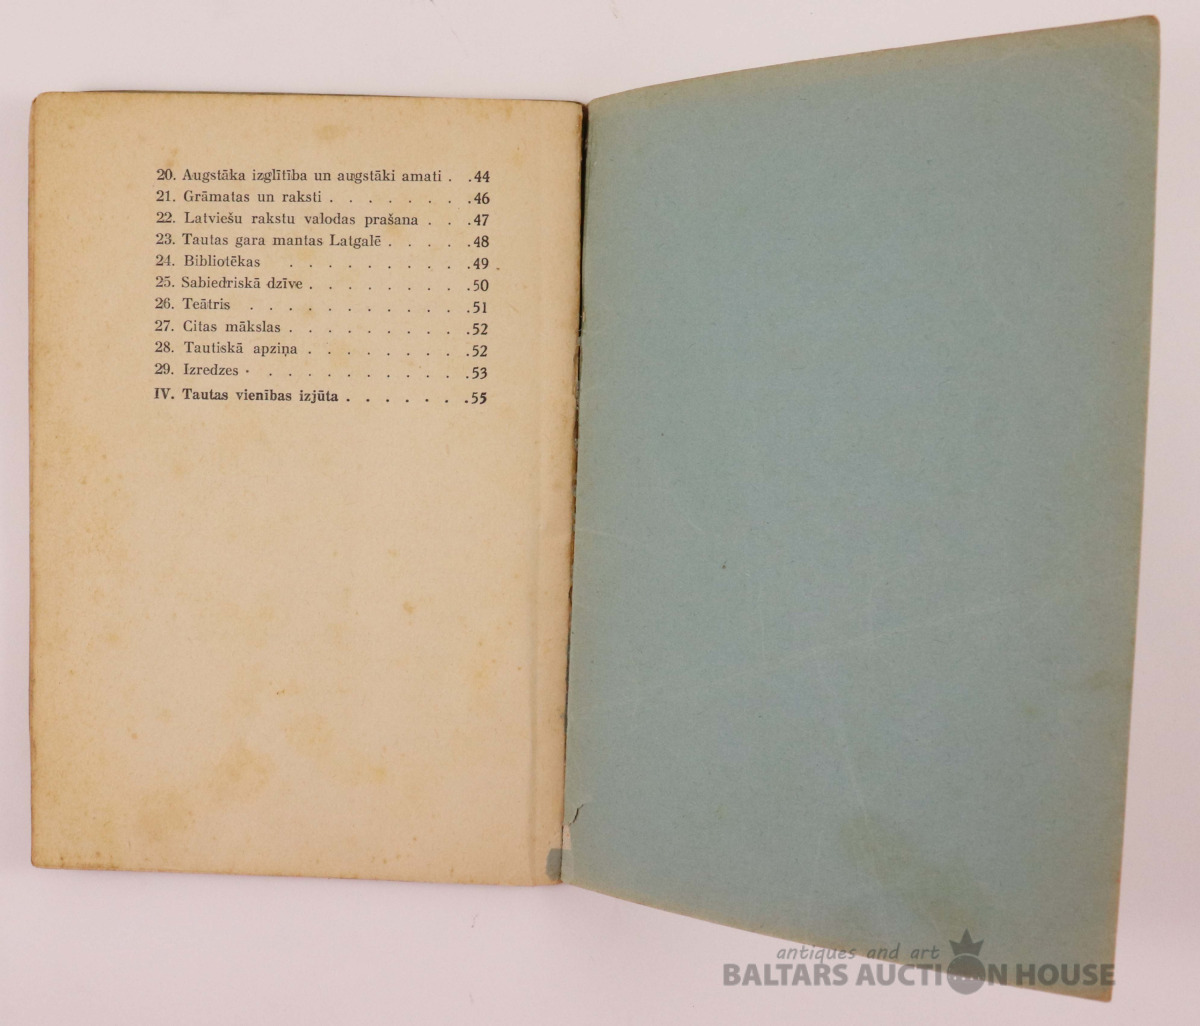 20. Augstāka izglītība un augstāki amati . .44
21. Grāmatas un raksti . . . . . . . .46
22. Latviešu rakstu valodas prašana . . .47
23. Tautas gara mantas Latgalē . . . . .48
24. Bibliotēkas . . . . . . . . . .49
25. Sabiedriskā dzīve . . . . . . . . .50
26. Teātris . . . . . . . . . . . .51
27. Citas mākslas . . . . . . . . . .52
28. Tautiskā apziņa . . . . . . . . .52
29. Izredzes . . . . . . . . . . . .53
IV. Tautas vienības izjūta . . . . . . .55
antiques and art
BALTARS AUCTION HOUSE